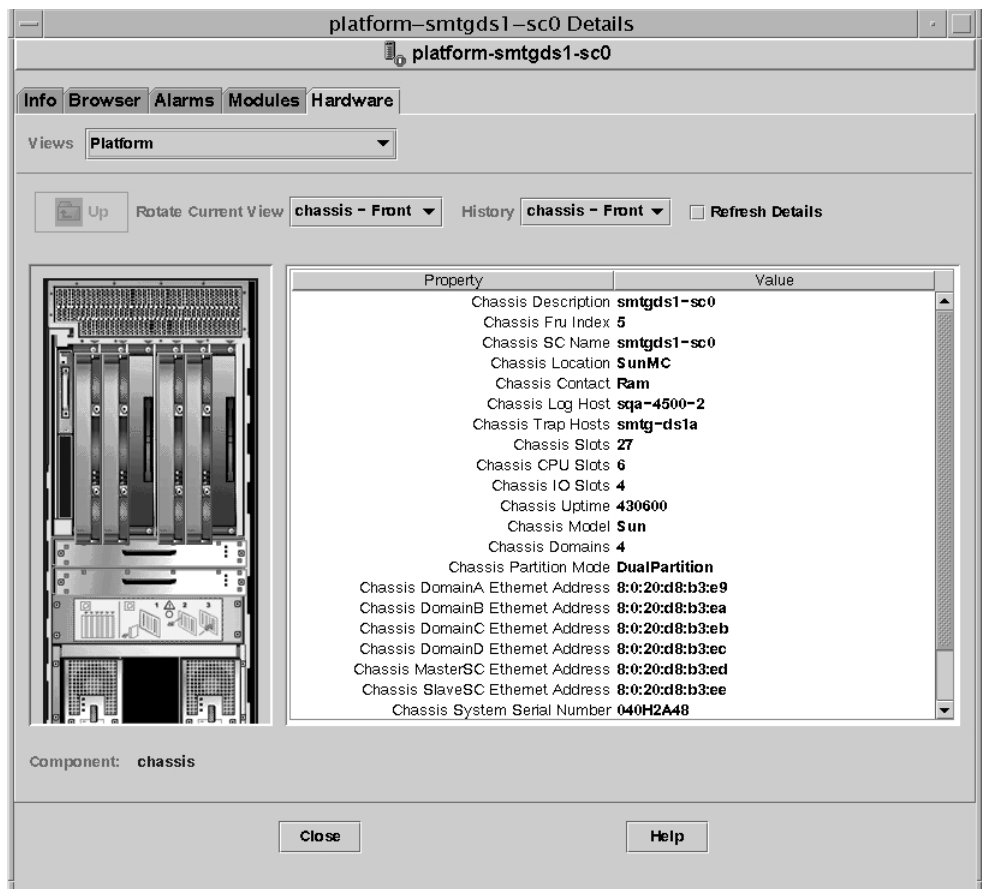 platform–smtgds1–sc0 Details
platform-smtgds1-sc0
Info Browser Alarms Modules Hardware
Views Platform
Up Rotate Current View chassis – Front History chassis – Front Refresh Details
Property Value
Chassis Description smtgds1-sc0
Chassis Fru Index 5
Chassis SC Name smtgds1-sc0
Chassis Location SunMC
Chassis Contact Ram
Chassis Log Host sqa-4500-2
Chassis Trap Hosts smtg-ds1a
Chassis Slots 27
Chassis CPU Slots 6
Chassis IO Slots 4
Chassis Uptime 430600
Chassis Model Sun
Chassis Domains 4
Chassis Partition Mode DualPartition
Chassis DomainA Ethernet Address 8:0:20:d8:b3:e9
Chassis DomainB Ethernet Address 8:0:20:d8:b3:ea
Chassis DomainC Ethernet Address 8:0:20:d8:b3:eb
Chassis DomainD Ethernet Address 8:0:20:d8:b3:ec
Chassis MasterSC Ethernet Address 8:0:20:d8:b3:ed
Chassis SlaveSC Ethernet Address 8:0:20:d8:b3:ee
Chassis System Serial Number 040H2A48
1 2 3
Component: chassis
Close Help